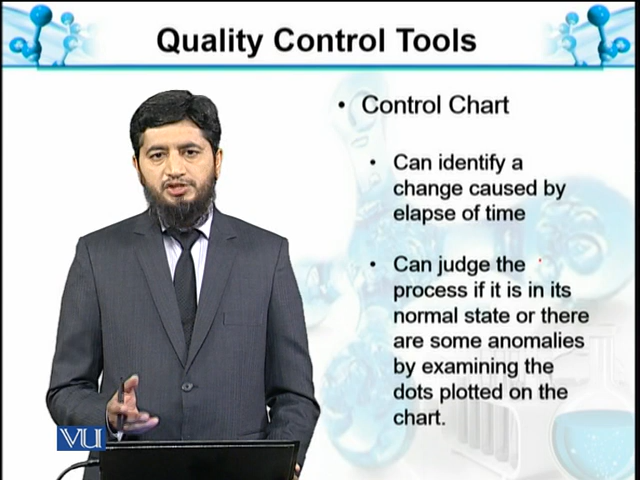 Quality Control Tools
• Control Chart
• Can identify a
change caused by
elapse of time
• Can judge the
process if it is in its
normal state or there
are some anomalies
by examining the
dots plotted on the
chart.
VU